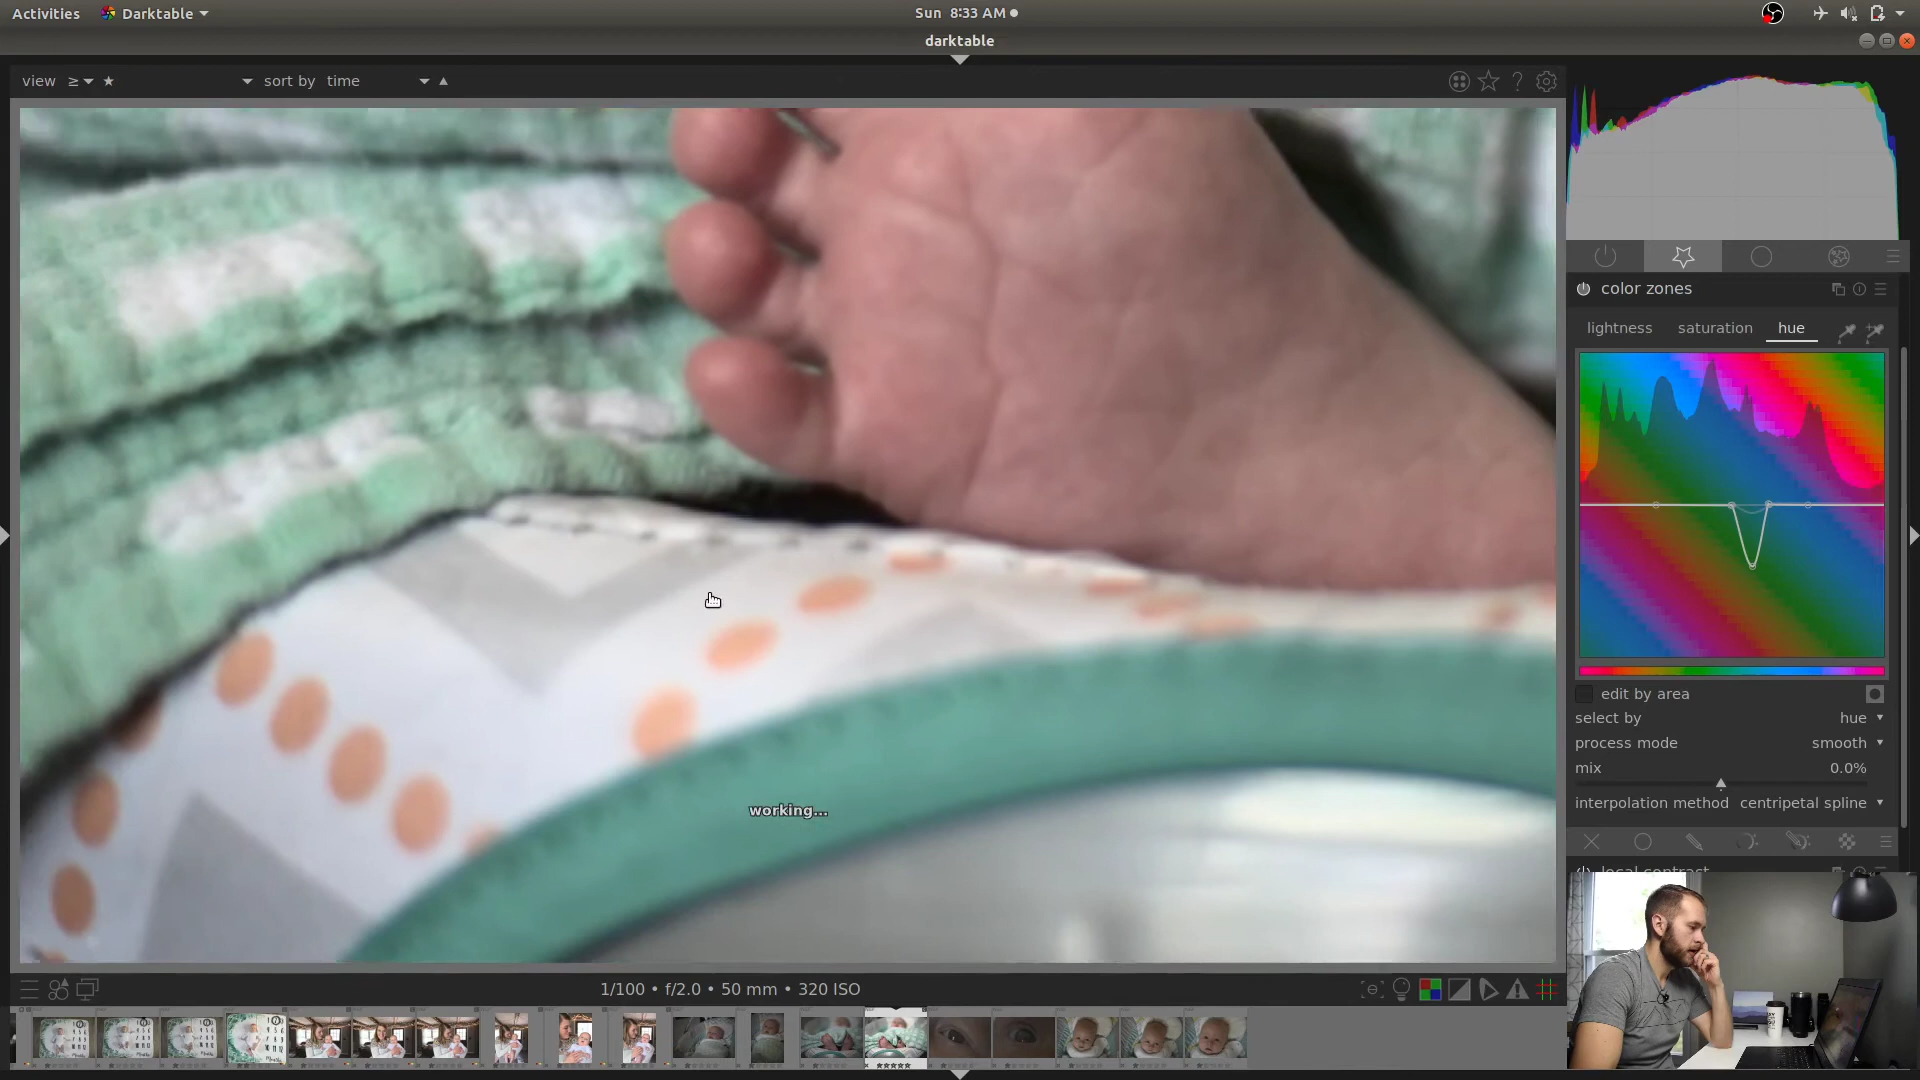 Activities Darktable Sun 8:33 AM
darktable
view ≥ ★ sort by time
color zones
lightness saturation hue
edit by area
select by hue
process mode smooth
mix 0.0%
interpolation method centripetal spline
working...
local contrast
1/100 • f/2.0 • 50 mm • 320 ISO